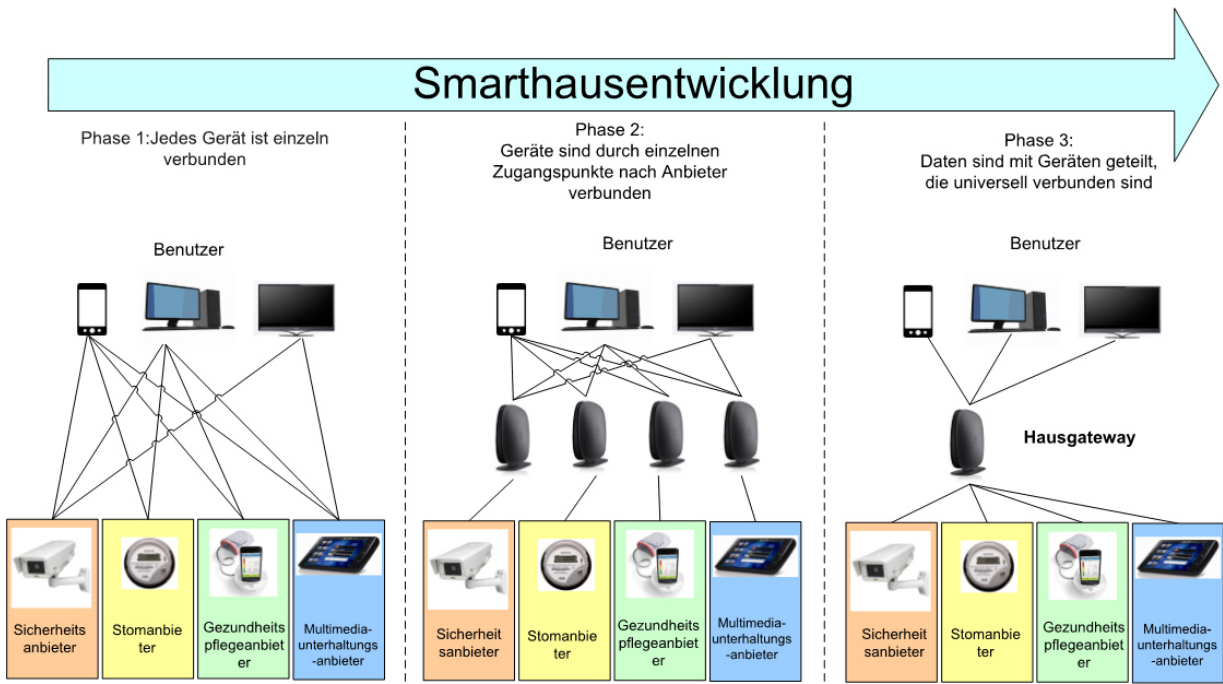 Smarthausentwicklung
Phase 1:Jedes Gerät ist einzeln
verbunden
Benutzer
Sicherheits
anbieter
Stomanbie
ter
Gezundheits
pflegeanbiet
er
Multimedia-
unterhaltungs
-anbieter
Phase 2:
Geräte sind durch einzelnen
Zugangspunkte nach Anbieter
verbunden
Benutzer
Sicherheit
sanbieter
Stomanbie
ter
Gezundheits
pflegeanbiet
er
Multimedia-
unterhaltungs
-anbieter
Phase 3:
Daten sind mit Geräten geteilt,
die universell verbunden sind
Benutzer
Hausgateway
Sicherheit
sanbieter
Stomanbie
ter
Gezundheits
pflegeanbiet
er
Multimedia-
unterhaltungs
-anbieter